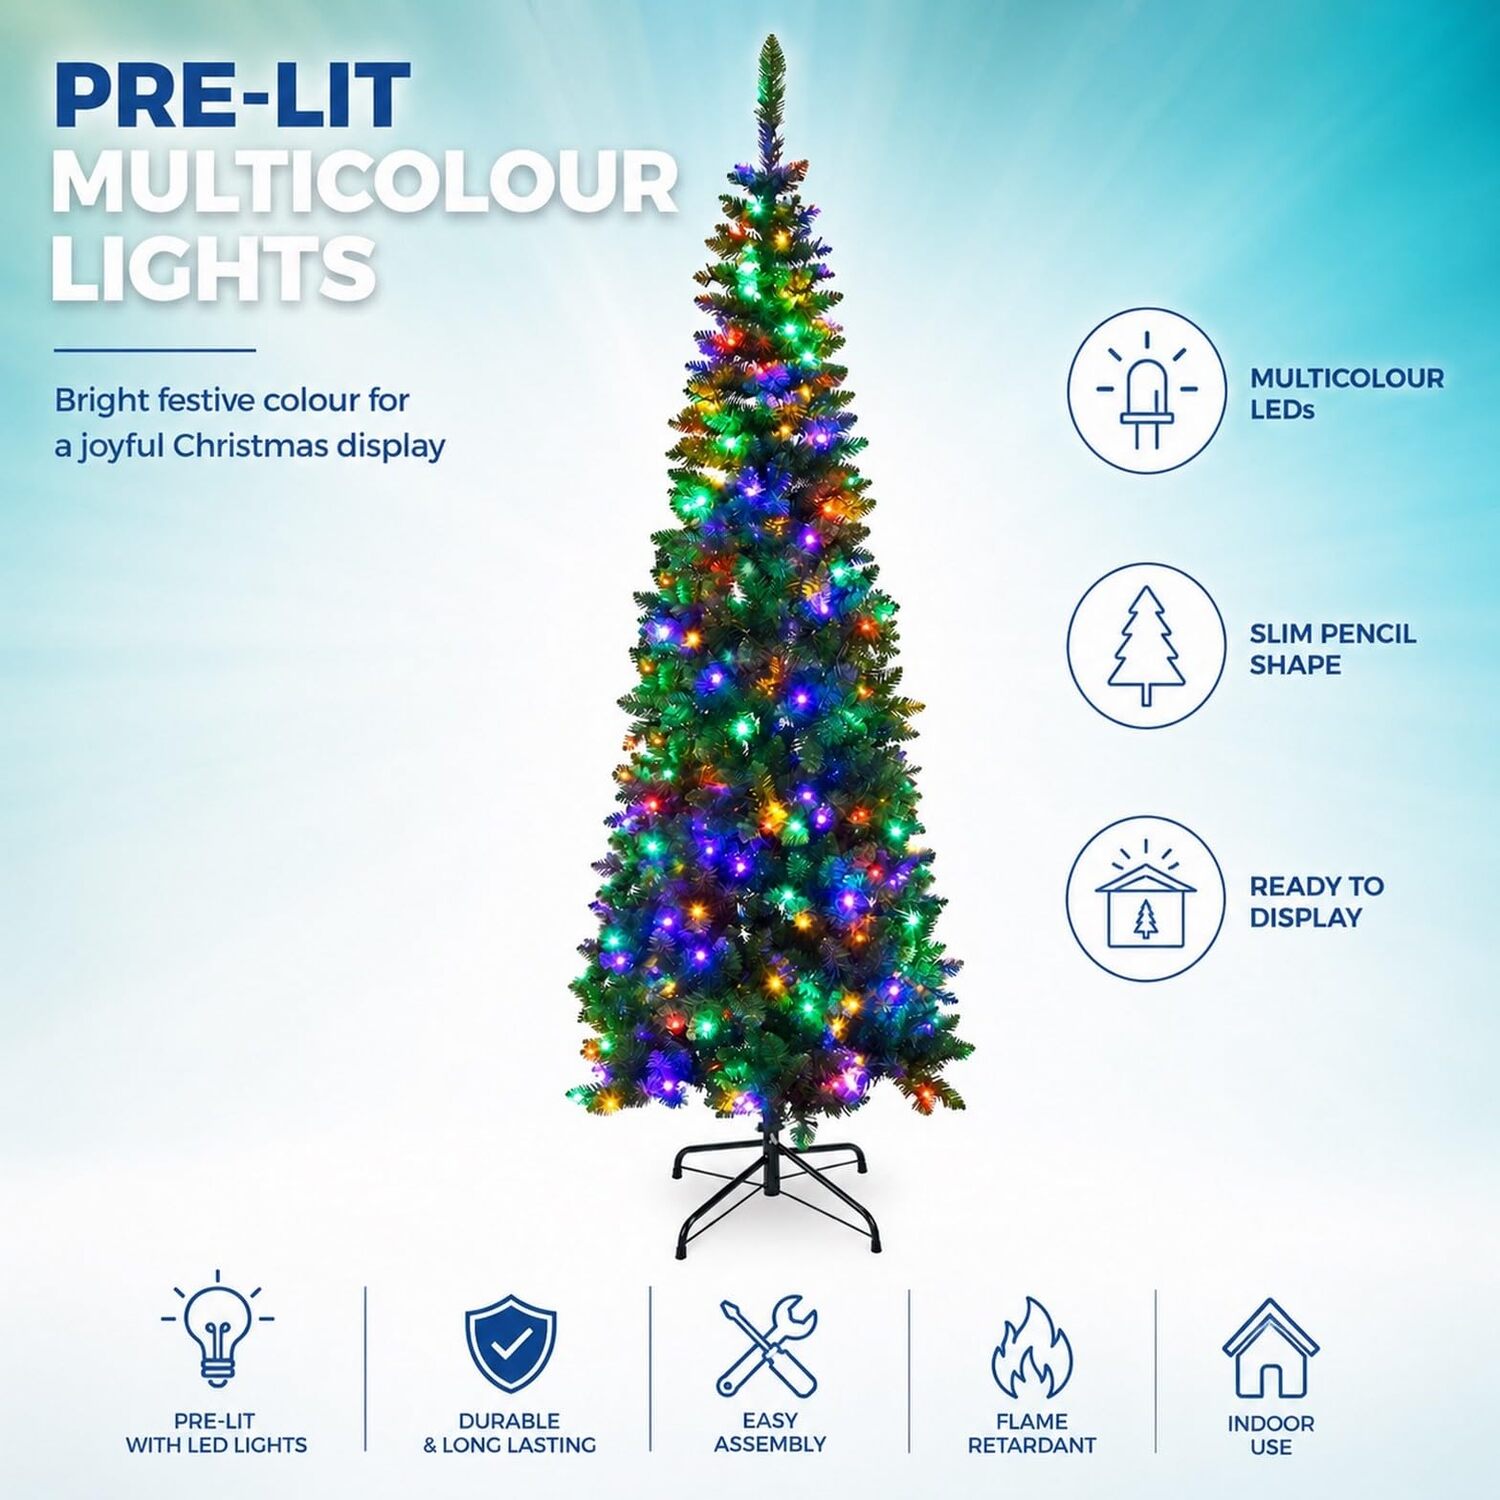 PRE-LIT
MULTICOLOUR
LIGHTS
Bright festive colour for
a joyful Christmas display
MULTICOLOUR
LEDs
SLIM PENCIL
SHAPE
READY TO
DISPLAY
PRE-LIT
WITH LED LIGHTS
DURABLE
& LONG LASTING
EASY
ASSEMBLY
FLAME
RETARDANT
INDOOR
USE